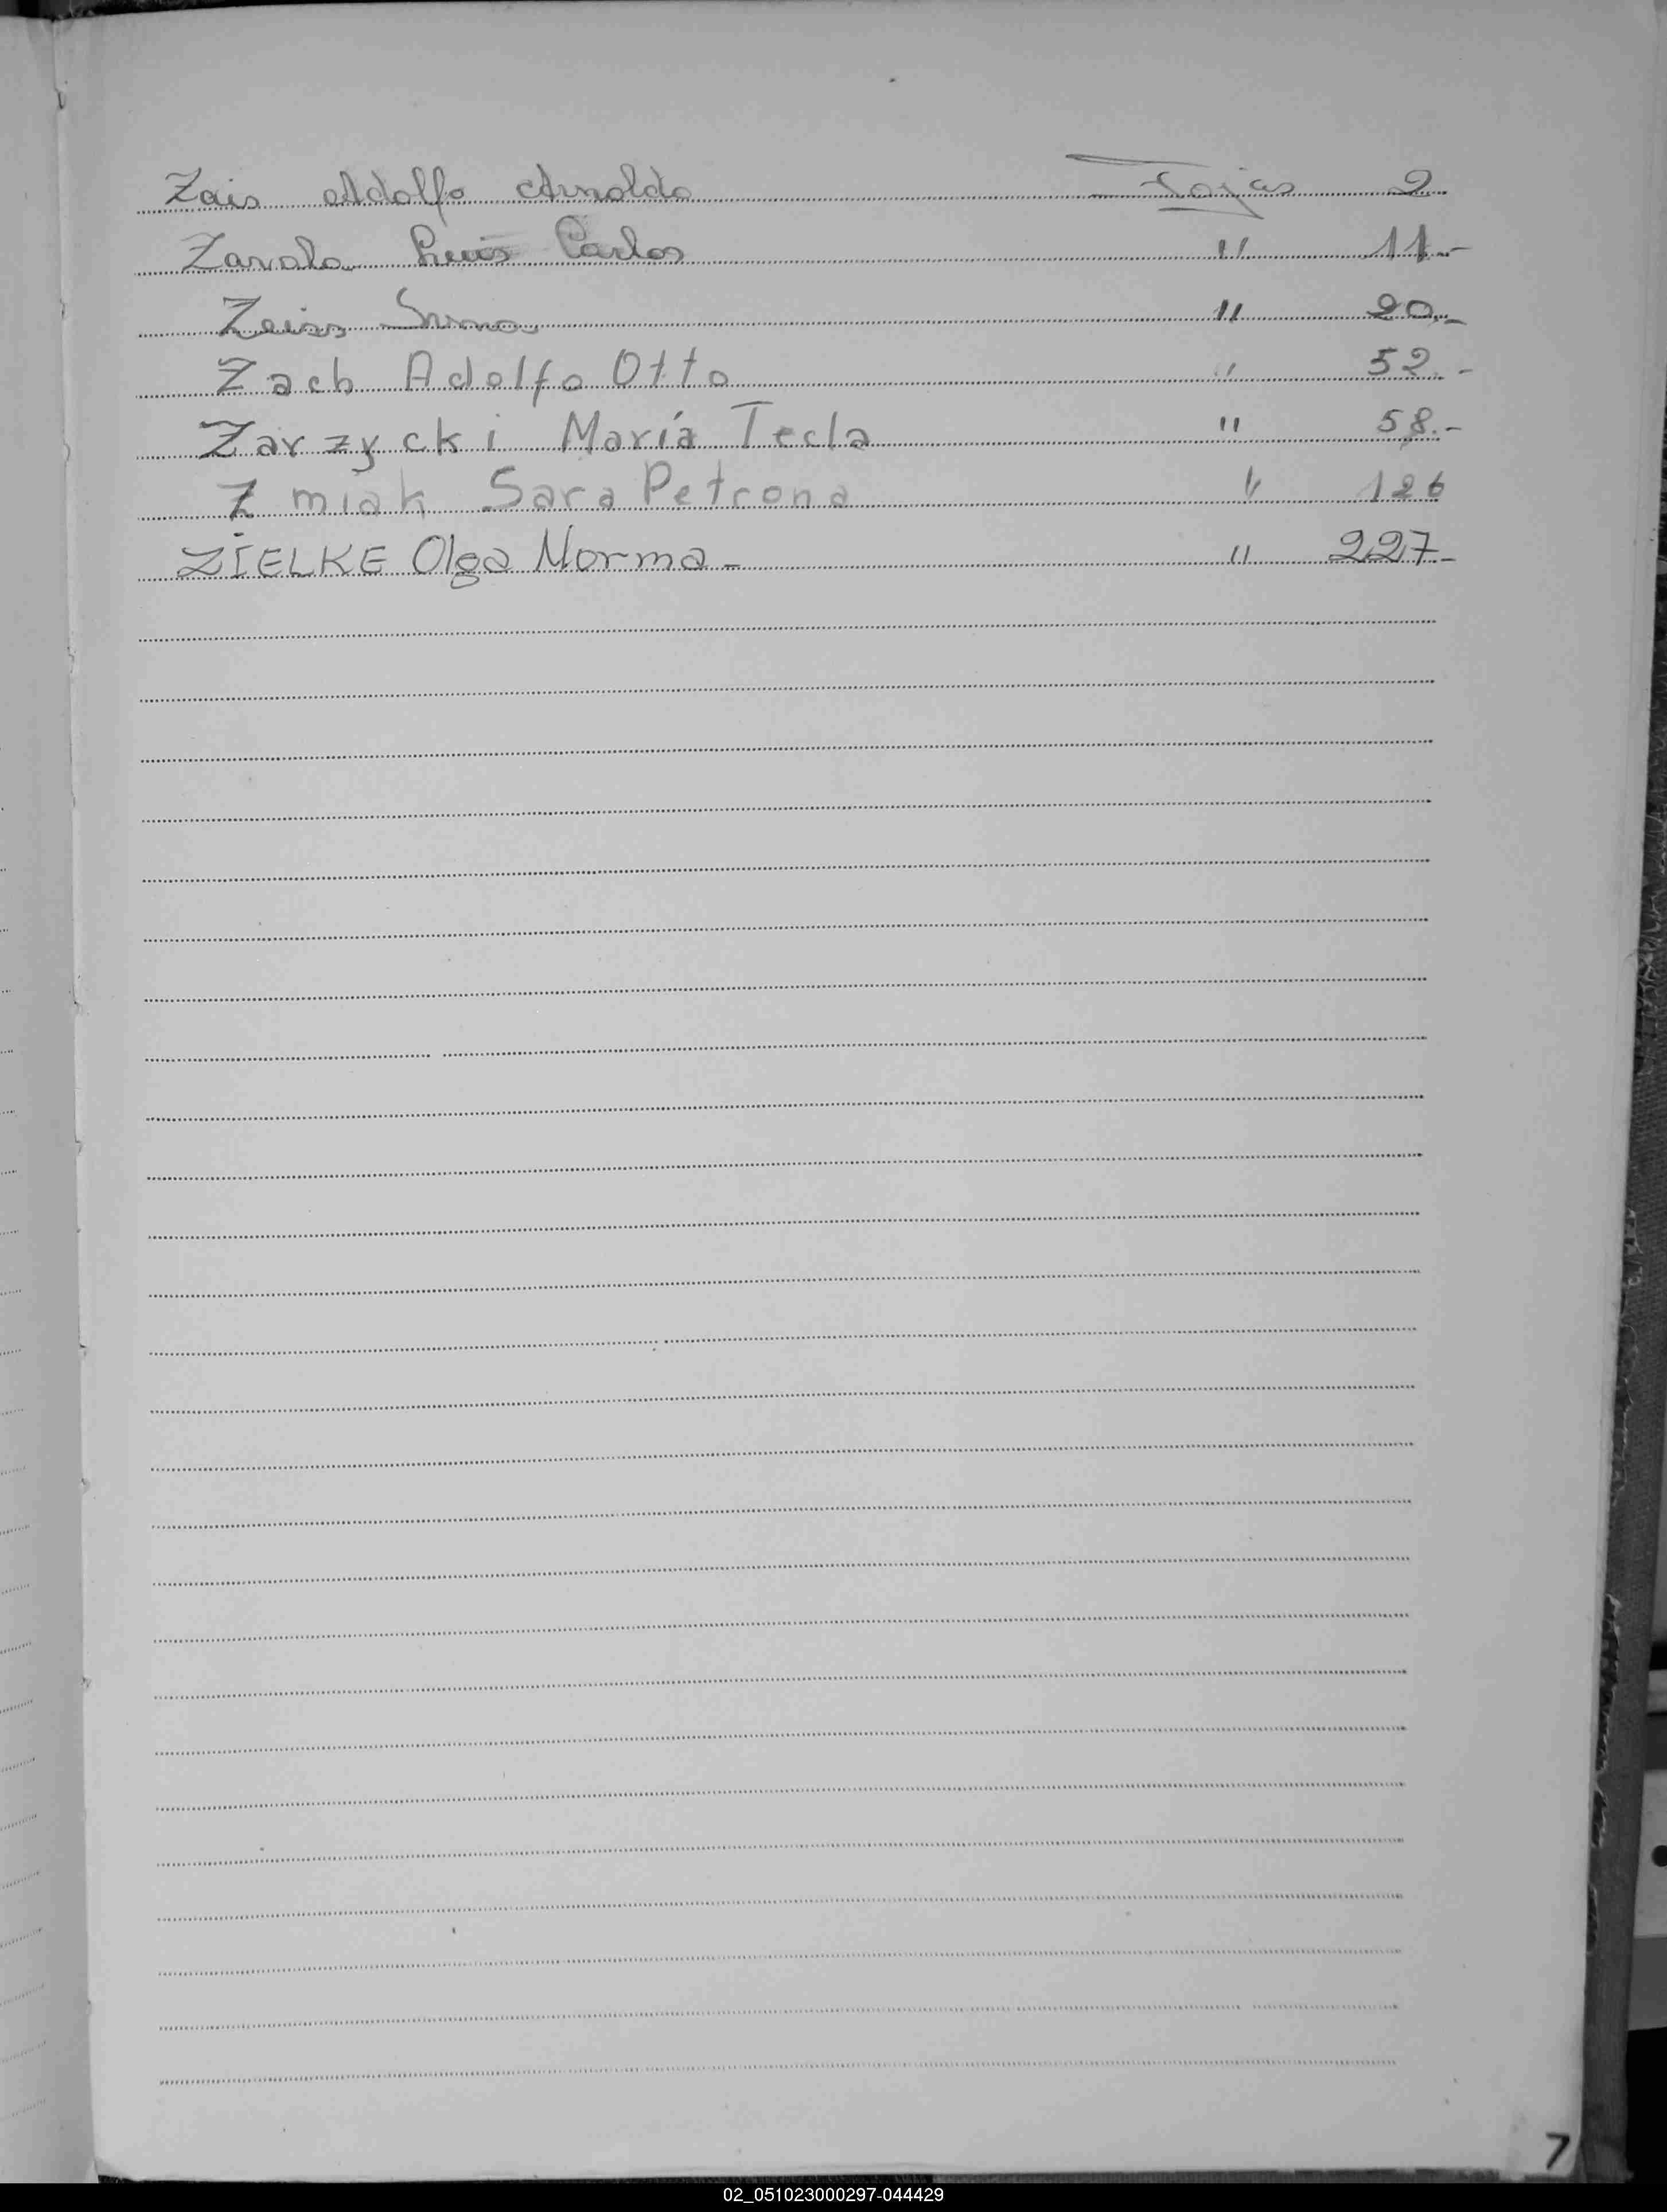 Zais Adolfo Arnoldo Fojas 2
Zavala Luis Carlos " 11.-
Zeiss Irma " 20.-
Zach Adolfo Otto " 52.-
Zarzycki María Tecla " 58.-
Zmiak Sara Petrona " 126
ZIELKE Olga Norma - " 227.-
7
02_051023000297-044429